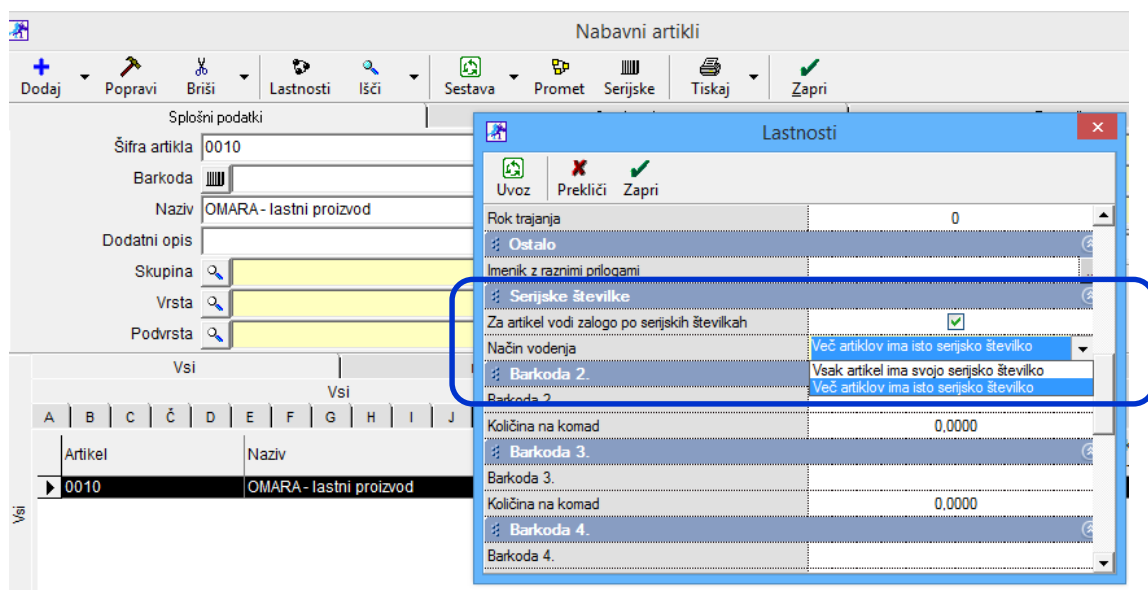 Nabavni artikli
Dodaj Popravi Briši Lastnosti Išči Sestava Promet Serijske Tiskaj Zapri
Splošni podatki
Šifra artikla 0010
Barkoda
Naziv OMARA - lastni proizvod
Dodatni opis
Skupina
Vrsta
Podvrsta
Vsi
Vsi
A B C Č D E F G H I J
Artikel Naziv
0010 OMARA - lastni proizvod
Vsi
Lastnosti
Uvoz Prekliči Zapri
Rok trajanja 0
Ostalo
Imenik z raznimi prilogami
Serijske številke
Za artikel vodi zalogo po serijskih številkah
Način vodenja Več artiklov ima isto serijsko številko
Vsak artikel ima svojo serijsko številko
Več artiklov ima isto serijsko številko
Barkoda 2.
Barkoda 2.
Količina na komad 0,0000
Barkoda 3.
Barkoda 3.
Količina na komad 0,0000
Barkoda 4.
Barkoda 4.